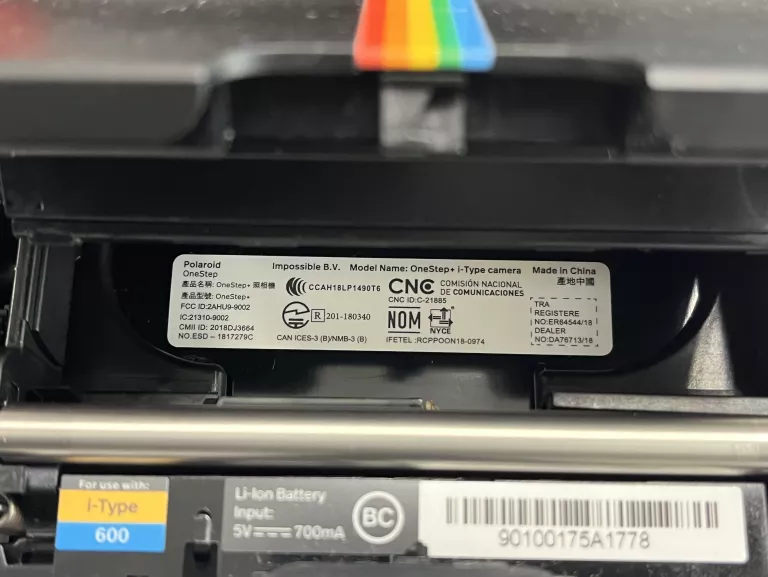 Polaroid
OneStep
Impossible B.V. Model Name: OneStep+ i-Type camera
Made in China
產地中國
產品名稱: OneStep+ 照相機
產品型號: OneStep+
FCC ID:2AHU9-9002
IC:21310-9002
CMII ID: 2018DJ3664
NO.ESD – 1817279C
CCAH18LP1490T6
R 201-180340
CAN ICES-3 (B)/NMB-3 (B)
CNC COMISIÓN NACIONAL
DE COMUNICACIONES
CNC ID:C-21885
NOM
NYCE
IFETEL :RCPPOON18-0974
TRA
REGISTERE
NO:ER64544/18
DEALER
NO:DA76713/18
For use with:
i-Type
600
Li-Ion Battery
Input:
5V 700mA
BC
90100175A1778